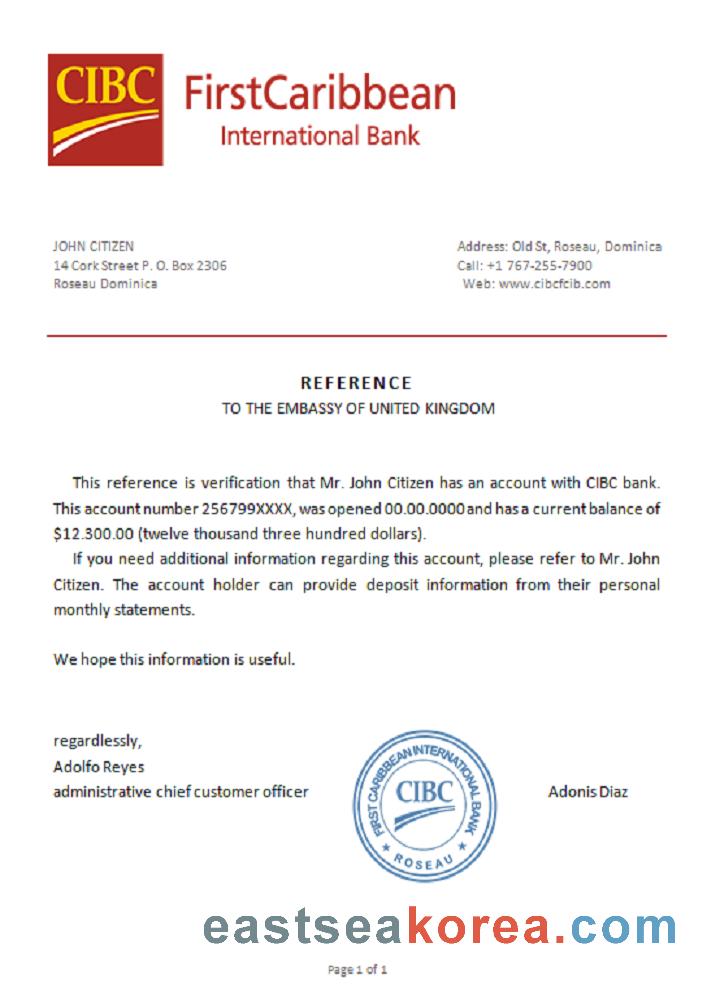 CIBC
FirstCaribbean
International Bank
JOHN CITIZEN
14 Cork Street P. O. Box 2306
Roseau Dominica
Address: Old St, Roseau, Dominica
Call: +1 767-255-7900
Web: www.cibcfcib.com
REFERENCE
TO THE EMBASSY OF UNITED KINGDOM
This reference is verification that Mr. John Citizen has an account with CIBC bank.
This account number 256799XXXX, was opened 00.00.0000 and has a current balance of
$12.300.00 (twelve thousand three hundred dollars).
If you need additional information regarding this account, please refer to Mr. John
Citizen. The account holder can provide deposit information from their personal
monthly statements.
We hope this information is useful.
regardlessly,
Adolfo Reyes
administrative chief customer officer
FIRST CARIBBEAN INTERNATIONAL BANK
CIBC
ROSEAU
Adonis Diaz
eastseakorea.com
Page 1 of 1